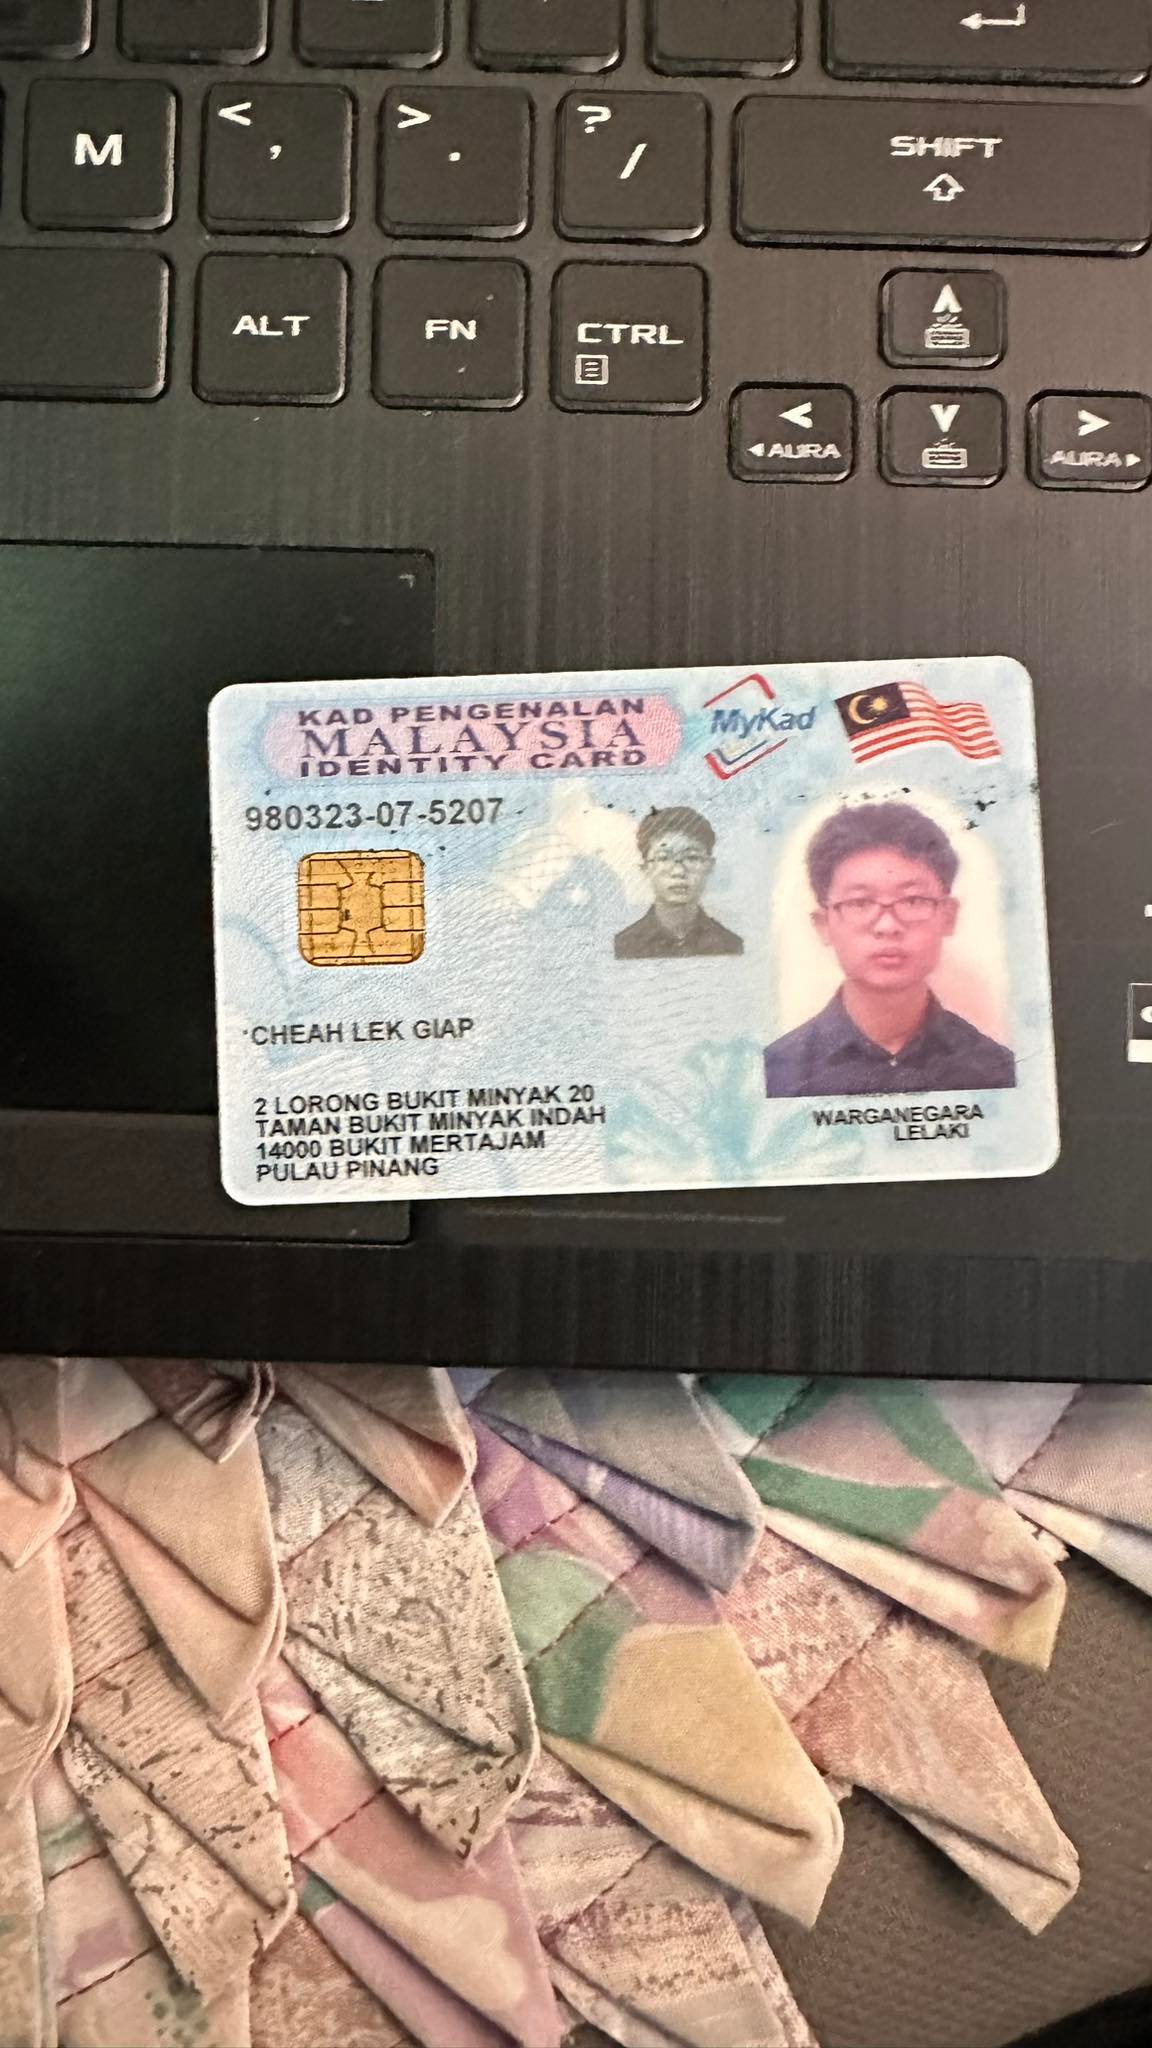 M
< ,
> .
? /
SHIFT
ALT
FN
CTRL
AURA
AURA
KAD PENGENALAN
MALAYSIA
IDENTITY CARD
MyKad
980323-07-5207
CHEAH LEK GIAP
2 LORONG BUKIT MINYAK 20
TAMAN BUKIT MINYAK INDAH
14000 BUKIT MERTAJAM
PULAU PINANG
WARGANEGARA
LELAKI